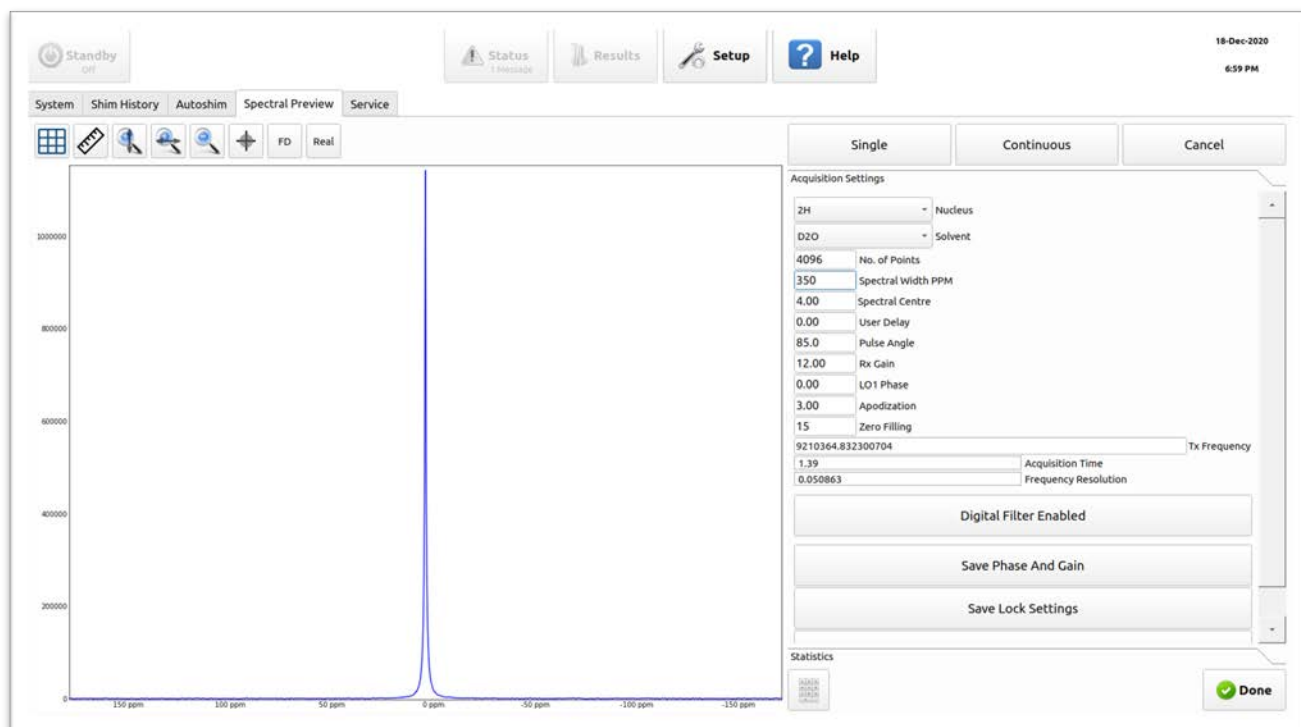 Standby
Off
Status
1 Message
Results
Setup
? Help
18-Dec-2020
6:59 PM
System Shim History Autoshim Spectral Preview Service
FD Real
Single Continuous Cancel
Acquisition Settings
2H Nucleus
D2O Solvent
4096 No. of Points
350 Spectral Width PPM
4.00 Spectral Centre
0.00 User Delay
85.0 Pulse Angle
12.00 Rx Gain
0.00 LO1 Phase
3.00 Apodization
15 Zero Filling
9210364.832300704 Tx Frequency
1.39 Acquisition Time
0.050863 Frequency Resolution
Digital Filter Enabled
Save Phase And Gain
Save Lock Settings
Statistics
Done
1000000
800000
600000
400000
200000
0
150 ppm 100 ppm 50 ppm 0 ppm -50 ppm -100 ppm -150 ppm